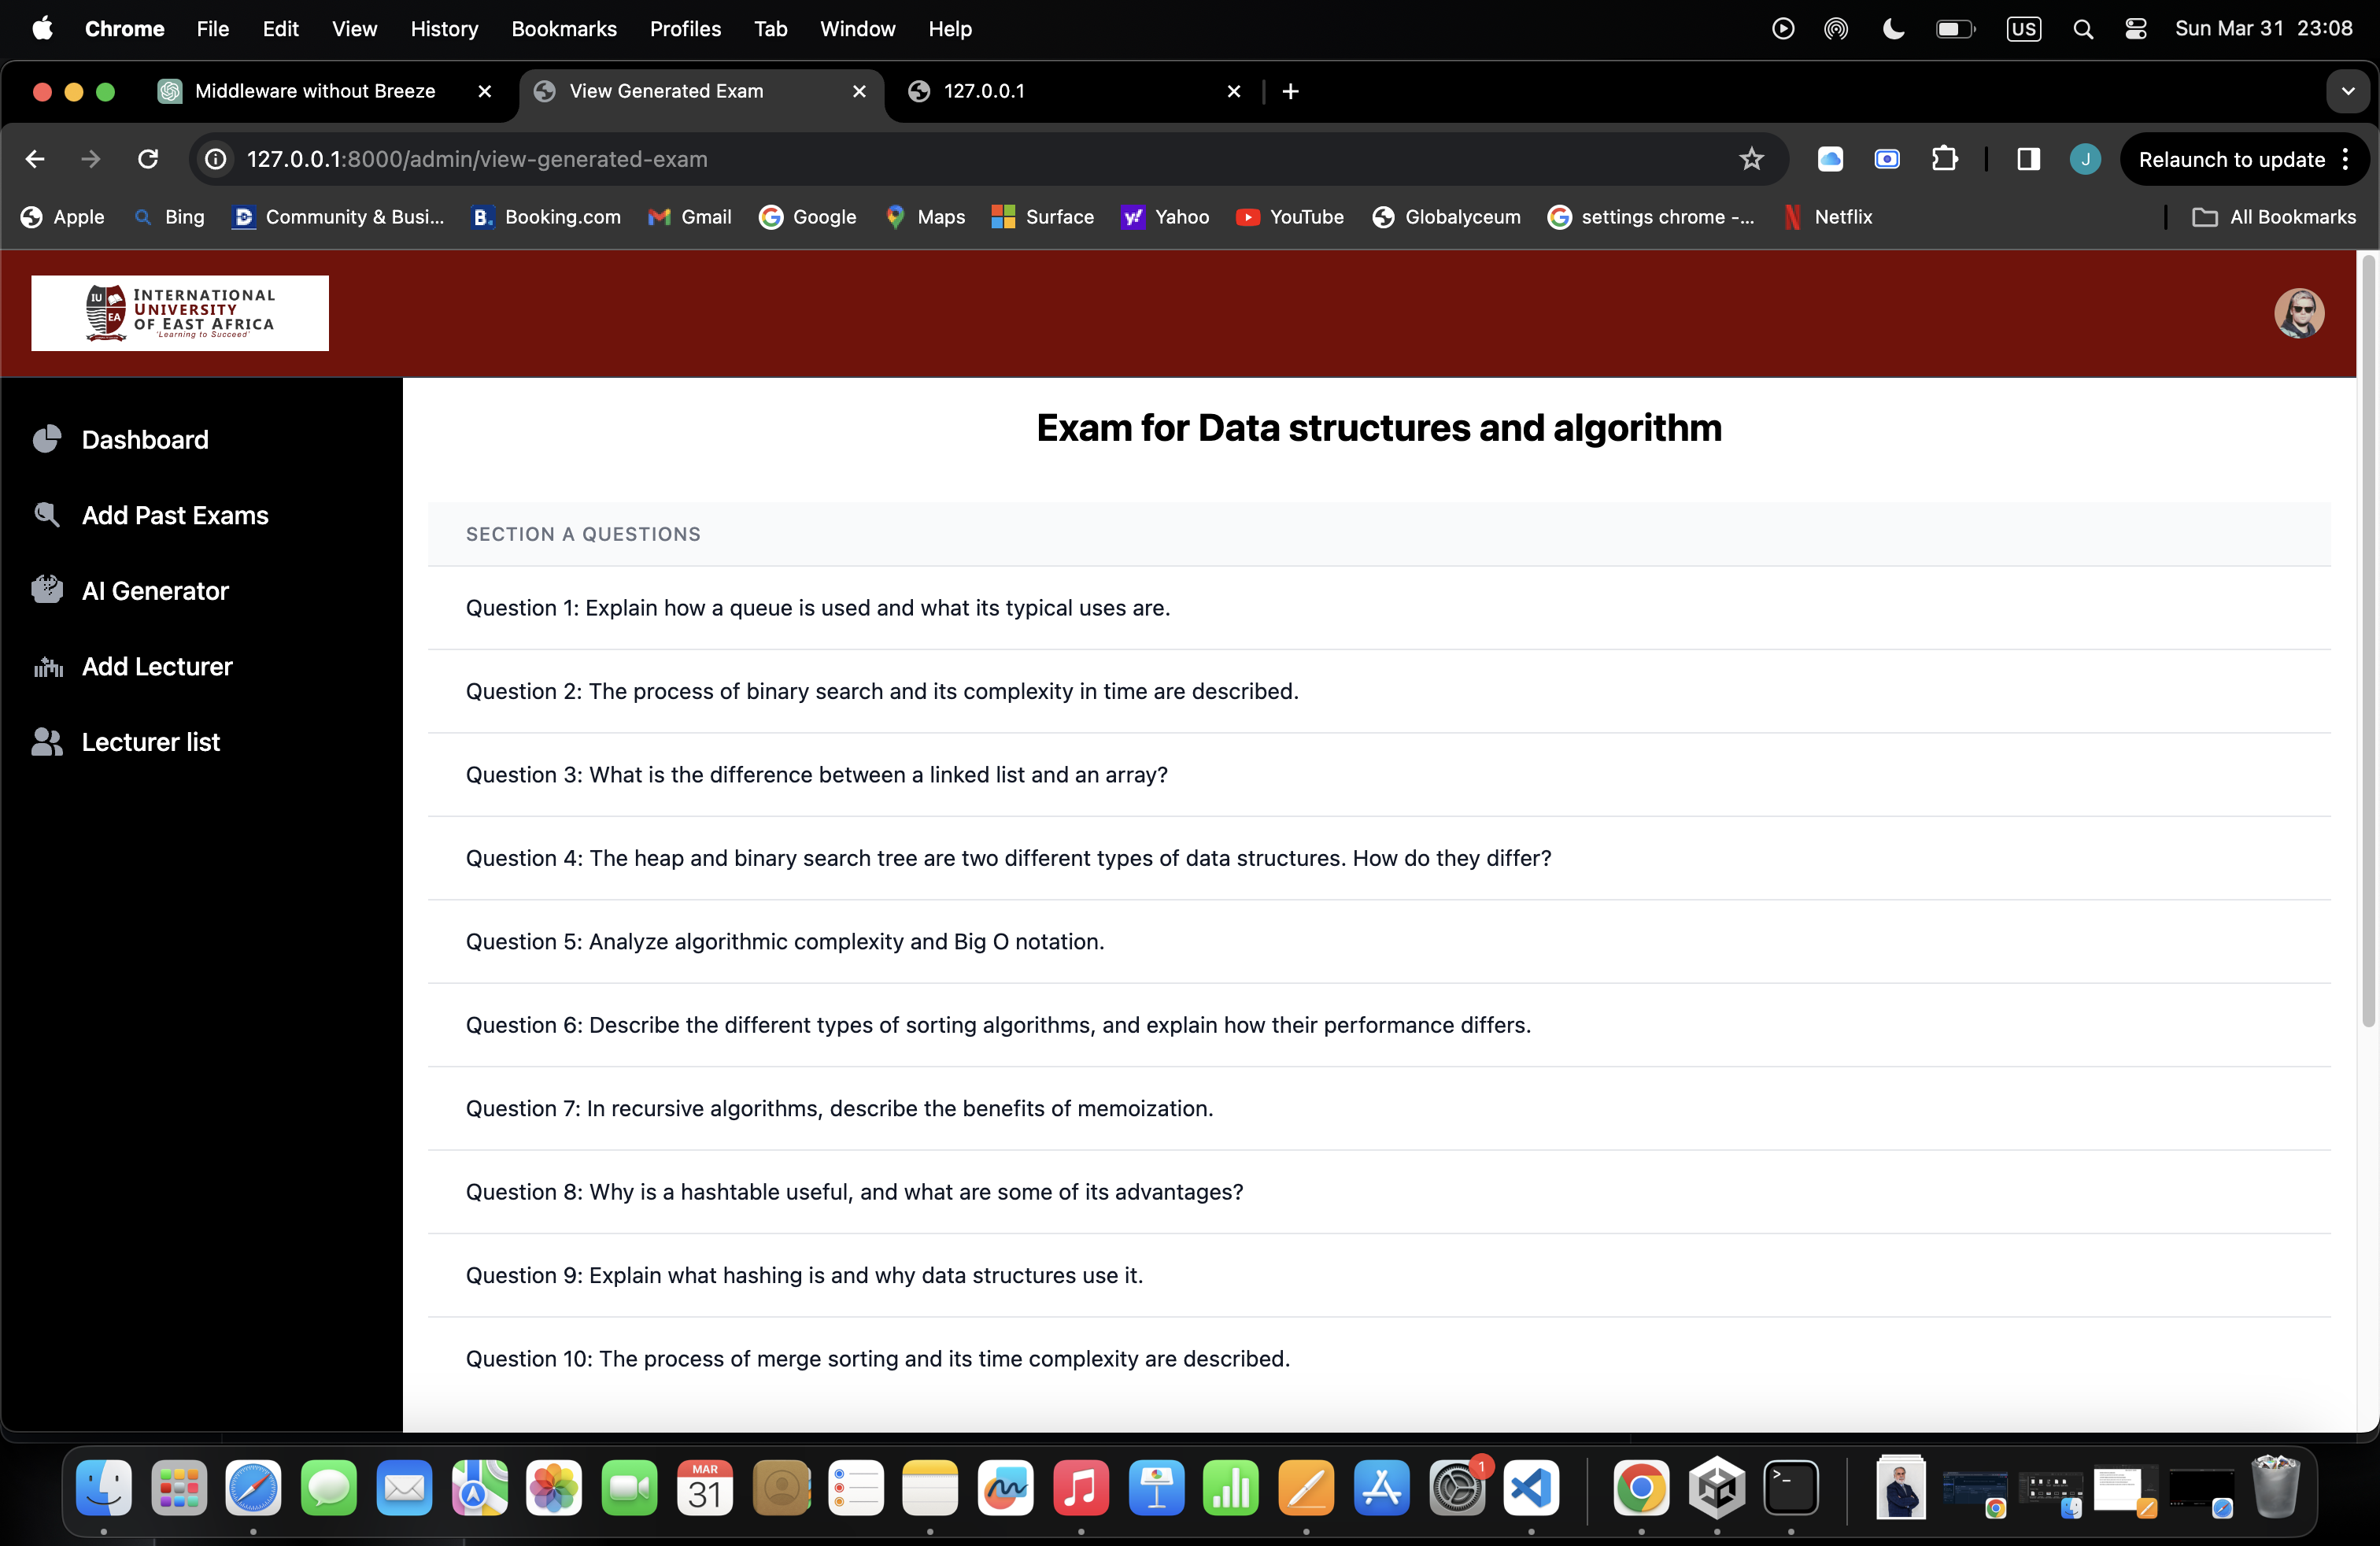 Chrome File Edit View History Bookmarks Profiles Tab Window Help US Sun Mar 31 23:08
Middleware without Breeze View Generated Exam 127.0.0.1
127.0.0.1:8000/admin/view-generated-exam J Relaunch to update
Apple Bing Community & Busi... Booking.com Gmail Google Maps Surface Yahoo YouTube Globalyceum settings chrome -... Netflix All Bookmarks
IU EA
INTERNATIONAL
UNIVERSITY
OF EAST AFRICA
'Learning to Succeed'
Dashboard
Add Past Exams
AI Generator
Add Lecturer
Lecturer list
Exam for Data structures and algorithm
SECTION A QUESTIONS
Question 1: Explain how a queue is used and what its typical uses are.
Question 2: The process of binary search and its complexity in time are described.
Question 3: What is the difference between a linked list and an array?
Question 4: The heap and binary search tree are two different types of data structures. How do they differ?
Question 5: Analyze algorithmic complexity and Big O notation.
Question 6: Describe the different types of sorting algorithms, and explain how their performance differs.
Question 7: In recursive algorithms, describe the benefits of memoization.
Question 8: Why is a hashtable useful, and what are some of its advantages?
Question 9: Explain what hashing is and why data structures use it.
Question 10: The process of merge sorting and its time complexity are described.
MAR
31
1